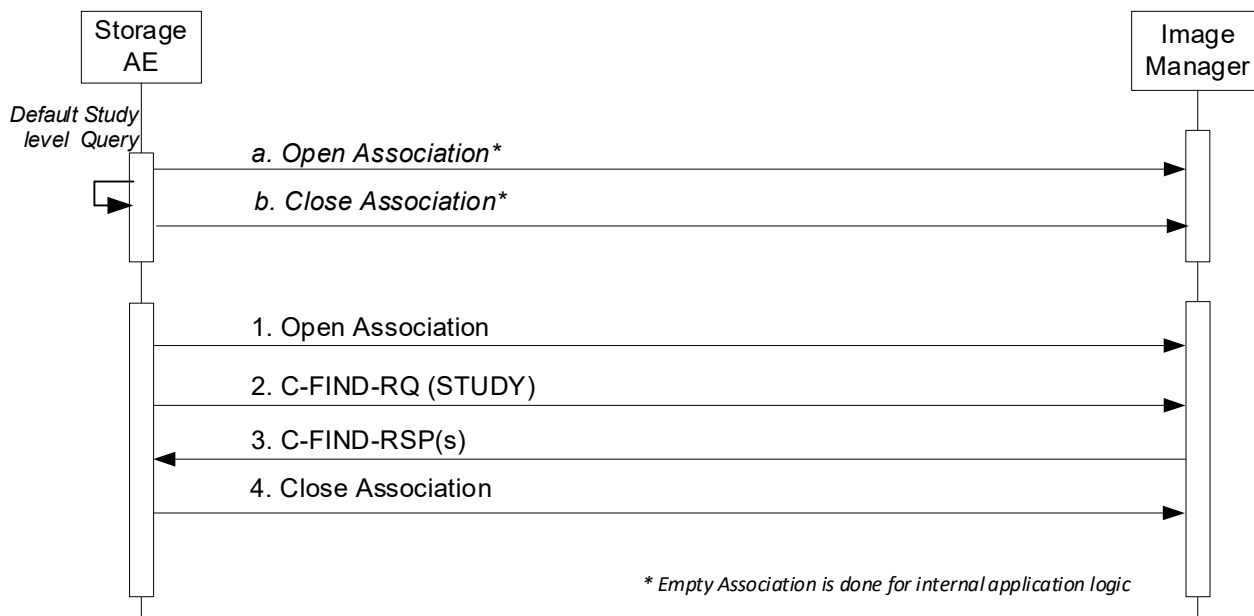 Storage
AE
Image
Manager
Default Study
level Query
a. Open Association*
b. Close Association*
1. Open Association
2. C-FIND-RQ (STUDY)
3. C-FIND-RSP(s)
4. Close Association
* Empty Association is done for internal application logic